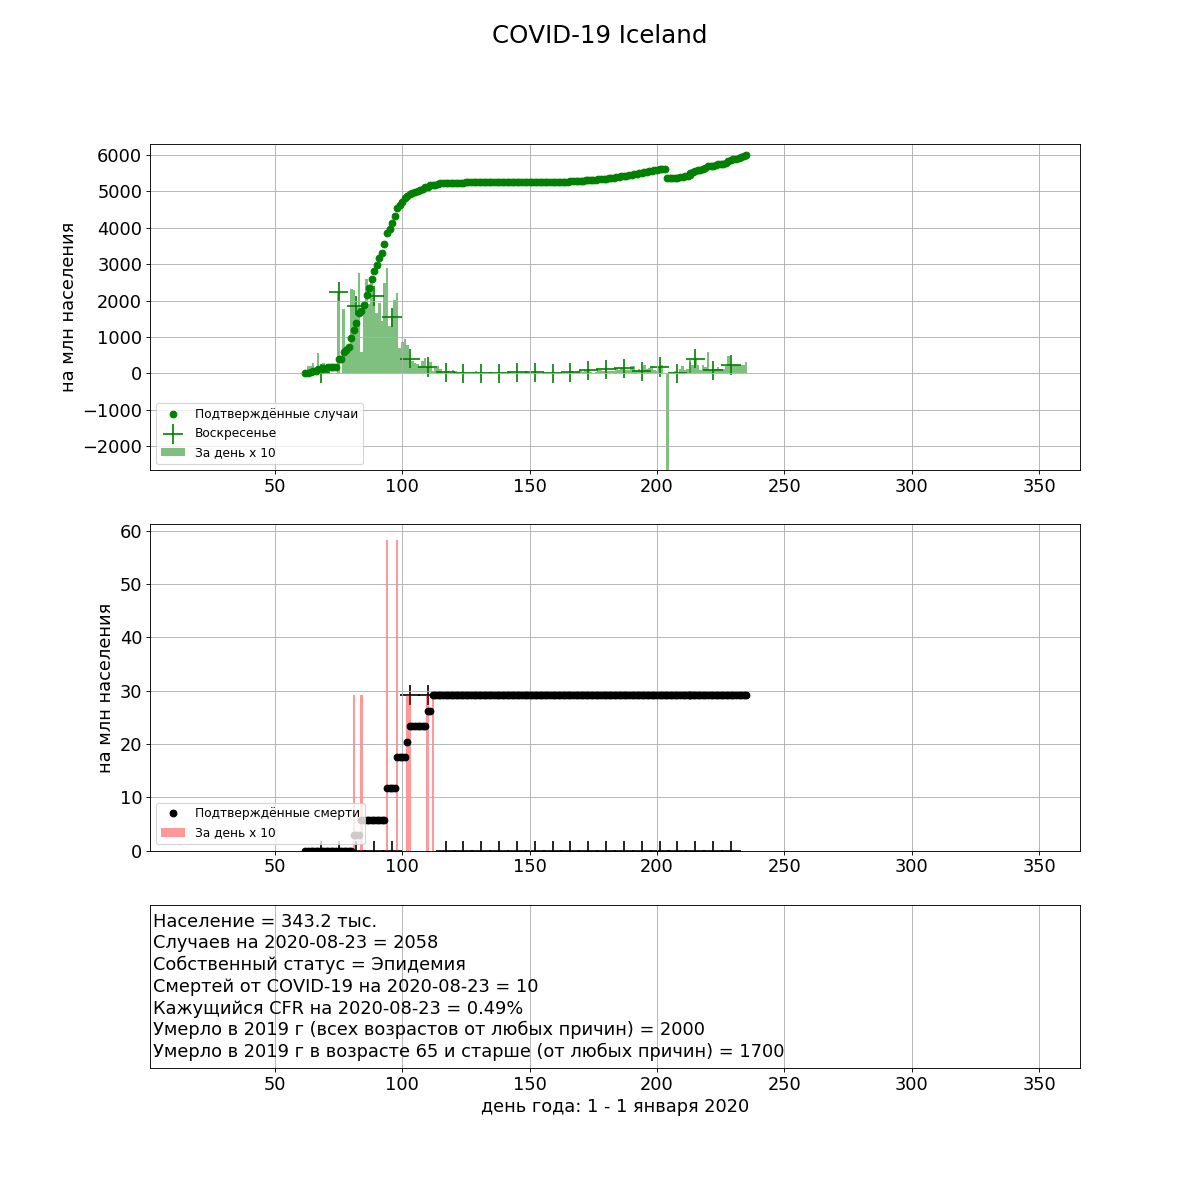 COVID-19 Iceland
6000
5000
4000
3000
2000
1000
0
−1000
−2000
на млн населения
Подтверждённые случаи
Воскресенье
За день x 10
50 100 150 200 250 300 350
60
50
40
30
20
10
0
на млн населения
Подтверждённые смерти
За день x 10
50 100 150 200 250 300 350
Население = 343.2 тыс.
Случаев на 2020-08-23 = 2058
Собственный статус = Эпидемия
Смертей от COVID-19 на 2020-08-23 = 10
Кажущийся CFR на 2020-08-23 = 0.49%
Умерло в 2019 г (всех возрастов от любых причин) = 2000
Умерло в 2019 г в возрасте 65 и старше (от любых причин) = 1700
50 100 150 200 250 300 350
день года: 1 - 1 января 2020